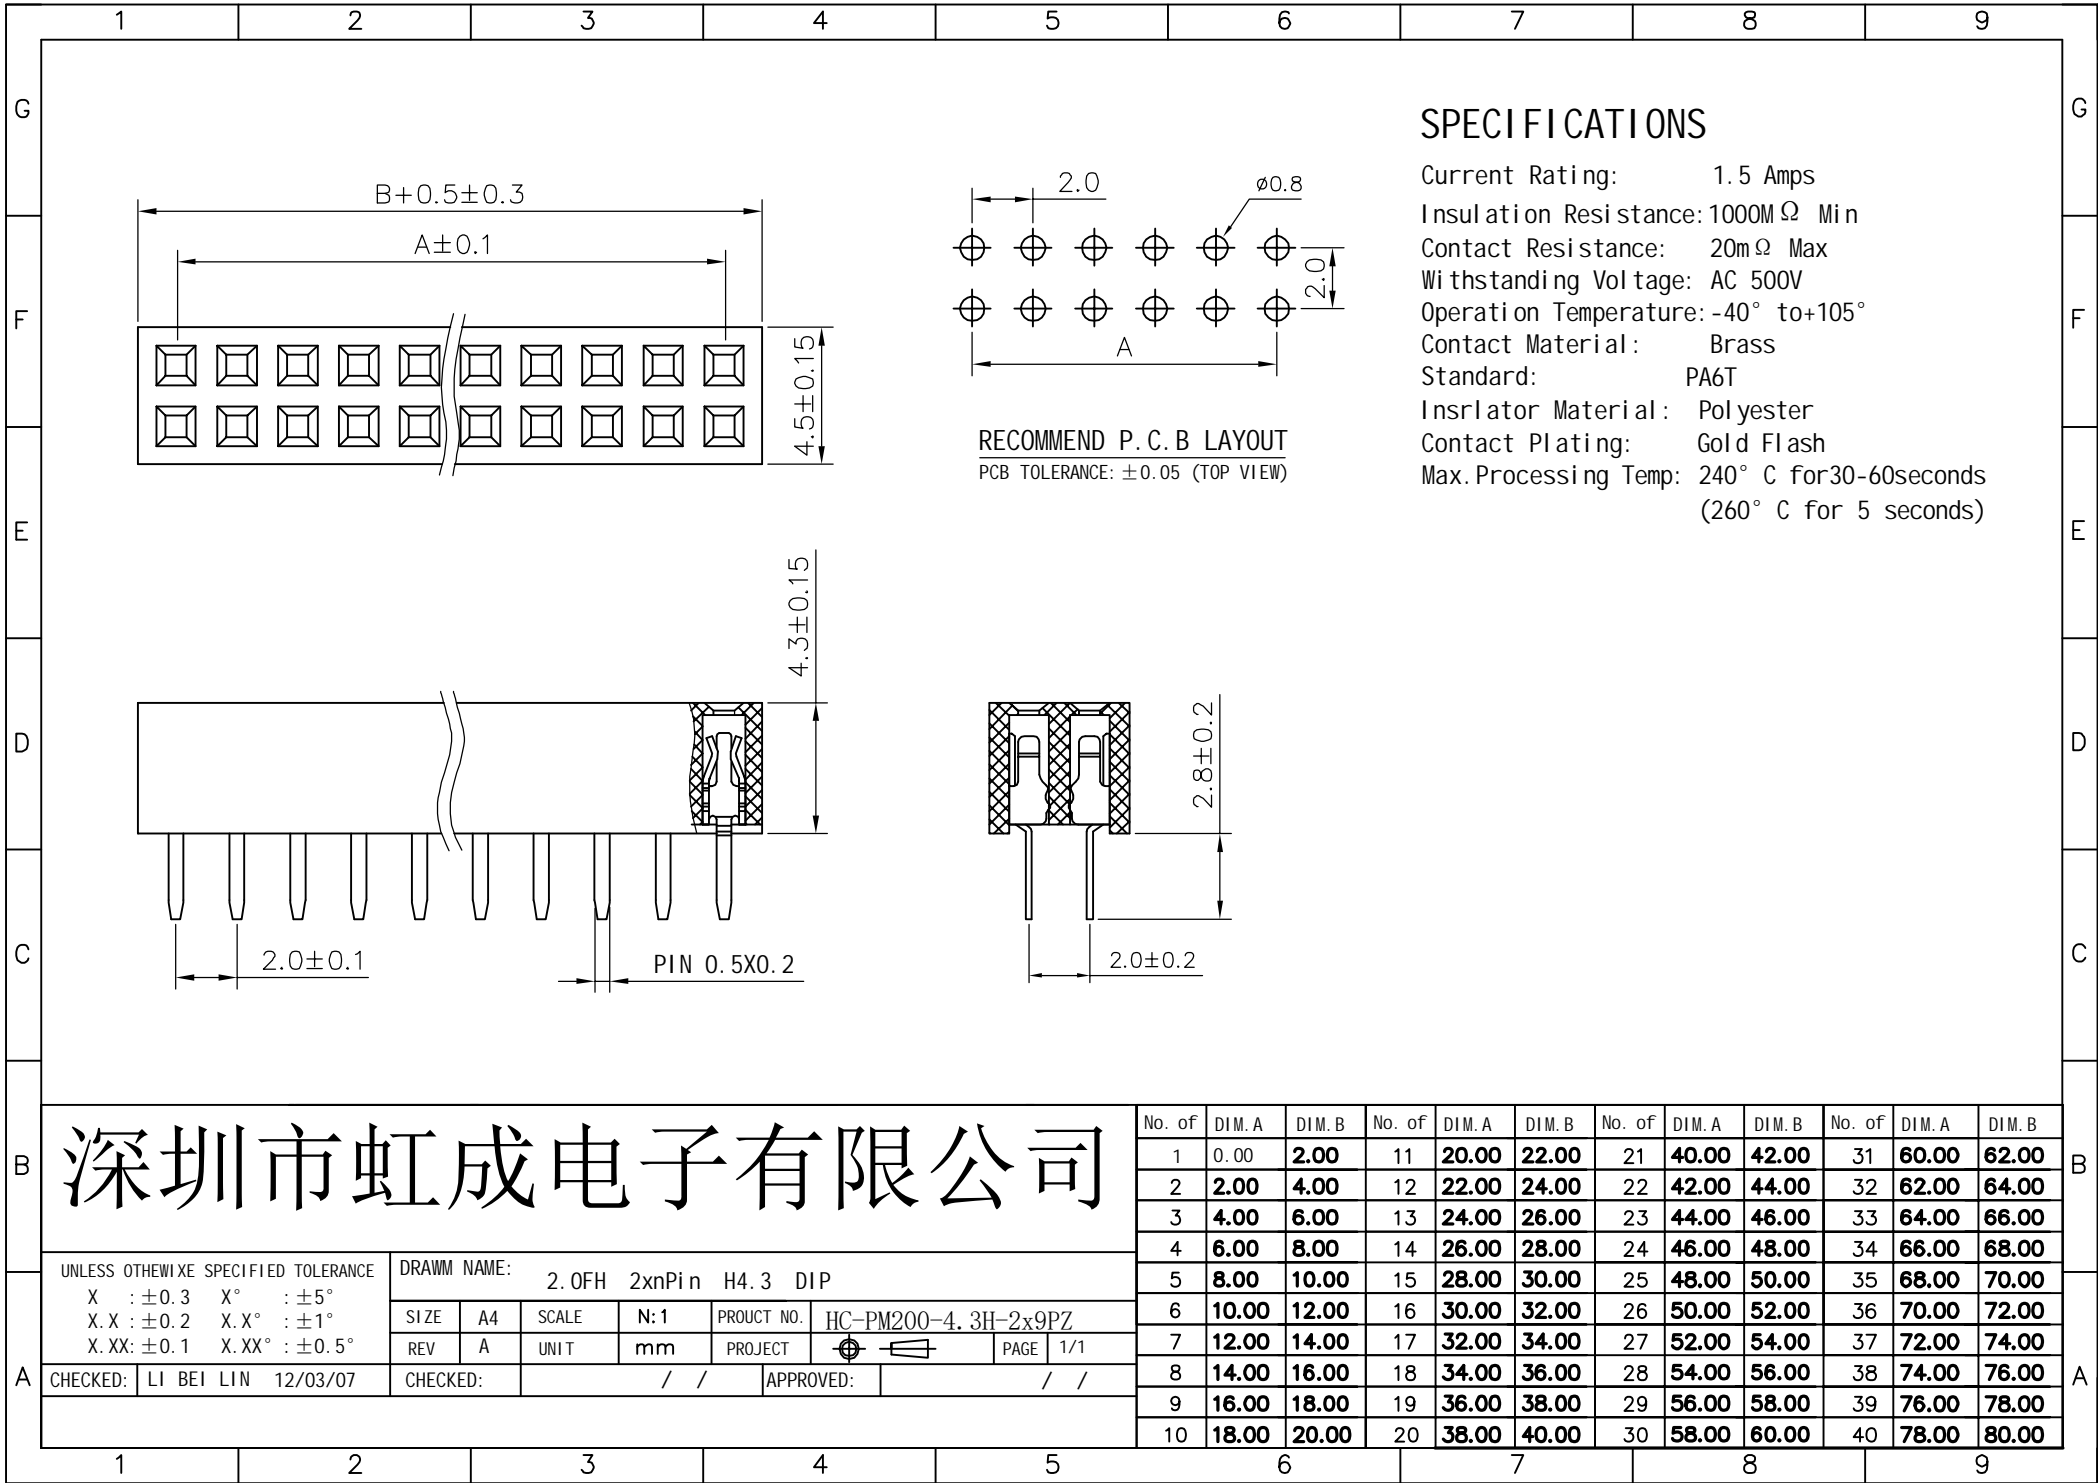 1 2 3 4 5 6 7 8 9
G G
F F
E E
D D
C C
B B
A A
B+0.5±0.3
A±0.1
4.5±0.15
2.0
ø0.8
2.0
A
RECOMMEND P.C.B LAYOUT
PCB TOLERANCE: ±0.05 (TOP VIEW)
SPECIFICATIONS
Current Rating: 1.5 Amps
Insulation Resistance: 1000MΩ Min
Contact Resistance: 20mΩ Max
Withstanding Voltage: AC 500V
Operation Temperature: -40° to+105°
Contact Material: Brass
Standard: PA6T
Insrlator Material: Polyester
Contact Plating: Gold Flash
Max.Processing Temp: 240° C for30-60seconds
(260° C for 5 seconds)
4.3±0.15
2.8±0.2
2.0±0.1
PIN 0.5X0.2
2.0±0.2
深圳市虹成电子有限公司
UNLESS OTHEWIXE SPECIFIED TOLERANCE
X :±0.3 X° :±5°
X.X :±0.2 X.X° :±1°
X.XX:±0.1 X.XX° :±0.5°
DRAWM NAME: 2.0FH 2xnPin H4.3 DIP
SIZE A4 SCALE N:1 PROUCT NO. HC-PM200-4.3H-2x9PZ
REV A UNIT mm PROJECT PAGE 1/1
CHECKED: LI BEI LIN 12/03/07 CHECKED: / / APPROVED: / /
No. of DIM.A DIM.B No. of DIM.A DIM.B No. of DIM.A DIM.B No. of DIM.A DIM.B
1 0.00 2.00 11 20.00 22.00 21 40.00 42.00 31 60.00 62.00
2 2.00 4.00 12 22.00 24.00 22 42.00 44.00 32 62.00 64.00
3 4.00 6.00 13 24.00 26.00 23 44.00 46.00 33 64.00 66.00
4 6.00 8.00 14 26.00 28.00 24 46.00 48.00 34 66.00 68.00
5 8.00 10.00 15 28.00 30.00 25 48.00 50.00 35 68.00 70.00
6 10.00 12.00 16 30.00 32.00 26 50.00 52.00 36 70.00 72.00
7 12.00 14.00 17 32.00 34.00 27 52.00 54.00 37 72.00 74.00
8 14.00 16.00 18 34.00 36.00 28 54.00 56.00 38 74.00 76.00
9 16.00 18.00 19 36.00 38.00 29 56.00 58.00 39 76.00 78.00
10 18.00 20.00 20 38.00 40.00 30 58.00 60.00 40 78.00 80.00
1 2 3 4 5 6 7 8 9